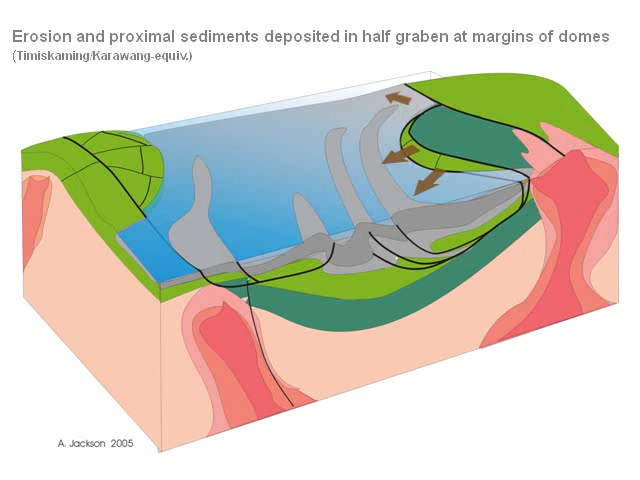 Erosion and proximal sediments deposited in half graben at margins of domes
(Timiskaming/Karawang-equiv.)
A. Jackson 2005